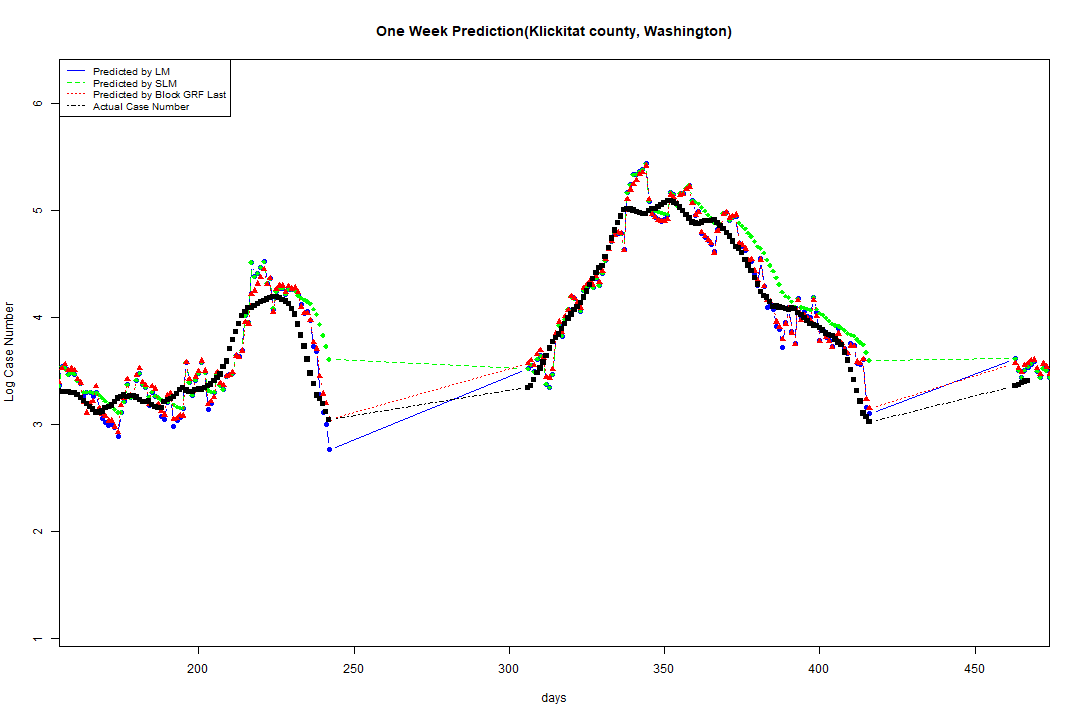 One Week Prediction(Klickitat county, Washington)
Predicted by LM
Predicted by SLM
Predicted by Block GRF Last
Actual Case Number
6
5
4
3
2
1
Log Case Number
200
250
300
350
400
450
days